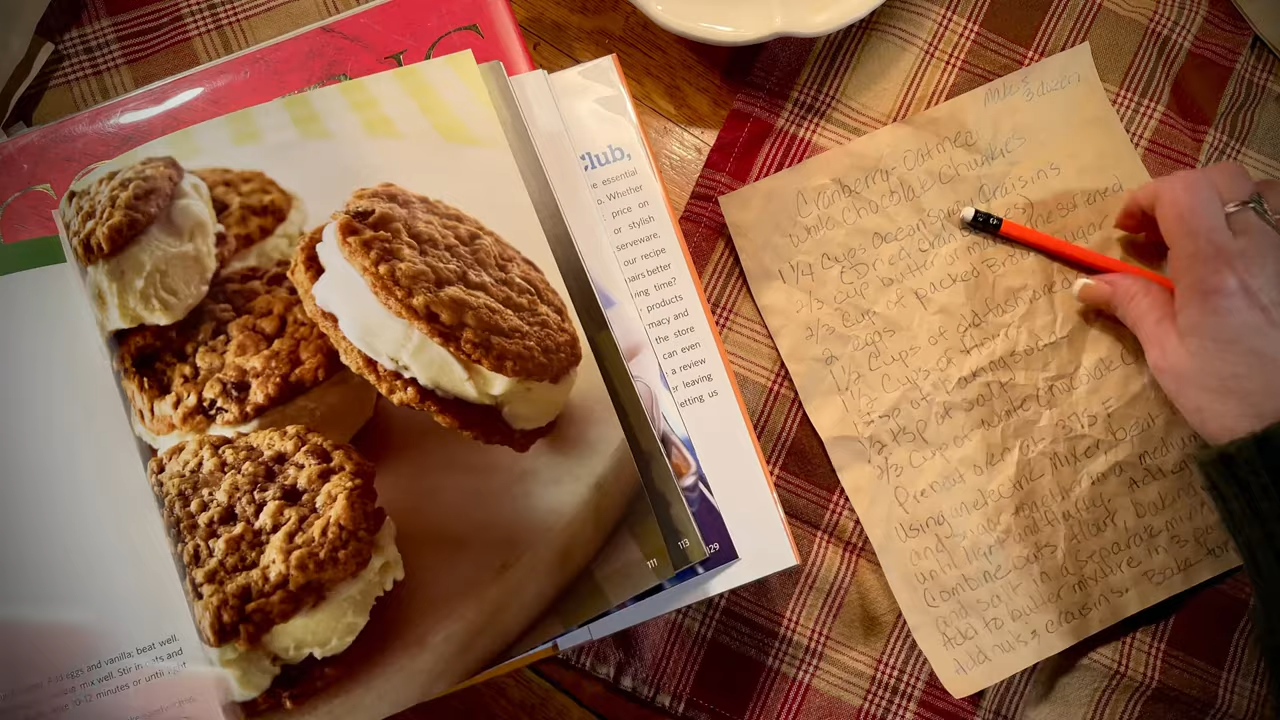 Club,
essential
Whether
price on
or stylish
serveware.
our recipe
better
time?
products
and
the store
can even
a review
leaving
us
111
113
129
eggs and vanilla; beat well.
mix well. Stir in oats and
minutes or until
Makes
3 dozen
Cranberry-Oatmeal
White Chocolate Chunkies
1 1/4 Cups Ocean Spray Craisins
(Dried Cranberries)
2/3 cup butter or margarine softened
2/3 Cup of packed Brown Sugar
2 eggs
1 1/2 Cups of old fashioned
1 1/2 Cups of flour
1 tsp of baking soda
1/2 tsp of salt
2/3 Cup of white chocolate
Preheat oven at 375.
Using an electric mixer, beat
and sugar together in a medium
until light and fluffy. Add eggs
Combine oats, flour, baking
and salt in a separate mixing
Add to butter mixture in 3
Add nuts & craisins. Bake for